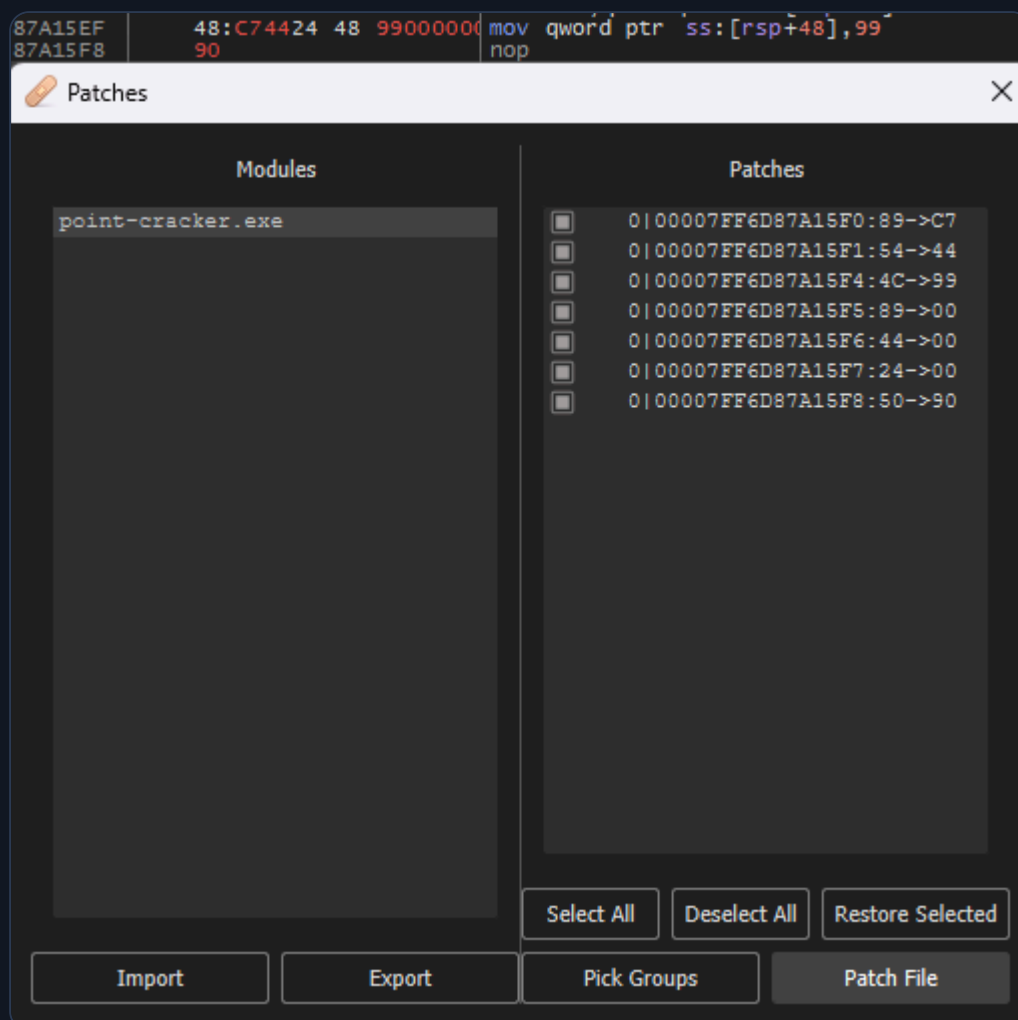 87A15EF 48:C74424 48 9900000 mov qword ptr ss:[rsp+48],99
87A15F8 90 nop
Patches
Modules
Patches
point-cracker.exe
0|00007FF6D87A15F0:89->C7
0|00007FF6D87A15F1:54->44
0|00007FF6D87A15F4:4C->99
0|00007FF6D87A15F5:89->00
0|00007FF6D87A15F6:44->00
0|00007FF6D87A15F7:24->00
0|00007FF6D87A15F8:50->90
Select All Deselect All Restore Selected
Import Export Pick Groups Patch File